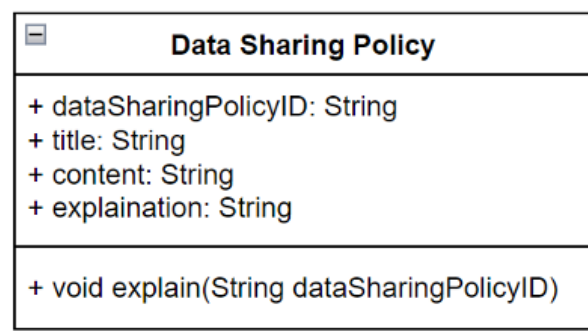 Data Sharing Policy
+ dataSharingPolicyID: String
+ title: String
+ content: String
+ explaination: String
+ void explain(String dataSharingPolicyID)